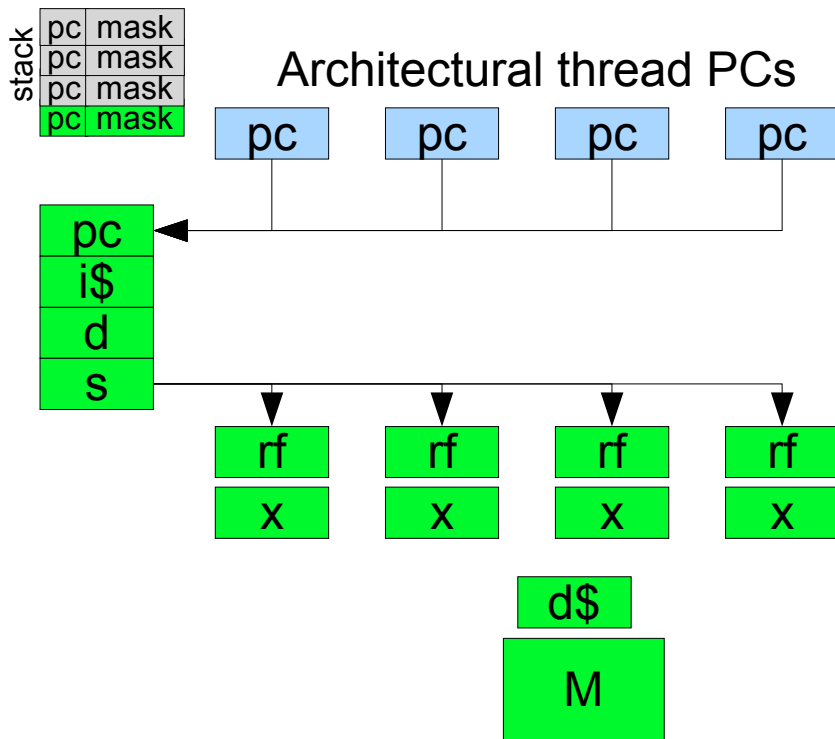 stack
pc mask
pc mask
pc mask
pc mask
Architectural thread PCs
pc pc pc pc
pc
i$
d
s
rf rf rf rf
x x x x
d$
M